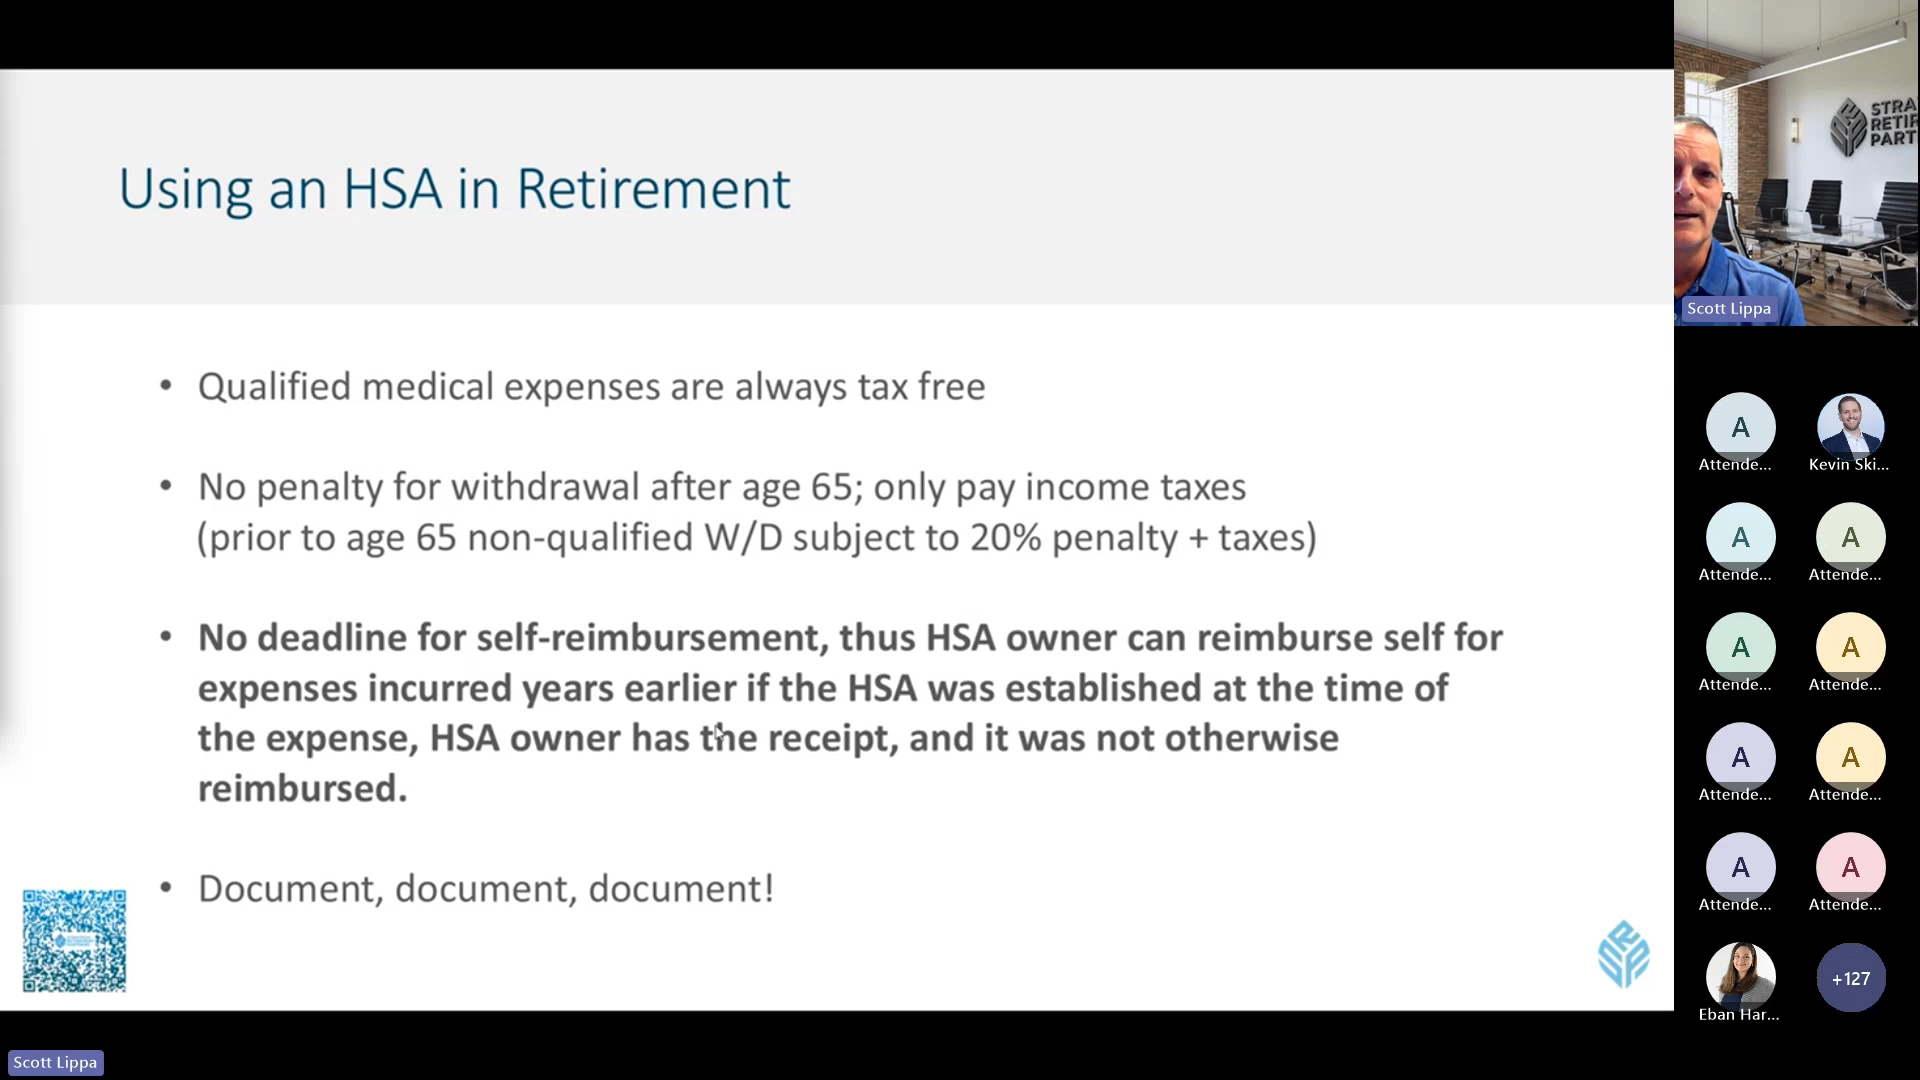 Using an HSA in Retirement
• Qualified medical expenses are always tax free
• No penalty for withdrawal after age 65; only pay income taxes
(prior to age 65 non-qualified W/D subject to 20% penalty + taxes)
• No deadline for self-reimbursement, thus HSA owner can reimburse self for
expenses incurred years earlier if the HSA was established at the time of
the expense, HSA owner has the receipt, and it was not otherwise
reimbursed.
• Document, document, document!
Scott Lippa
STRA
RETIR
PART
Scott Lippa
A
Attende...
Kevin Ski...
A
Attende...
A
Attende...
A
Attende...
A
Attende...
A
Attende...
A
Attende...
A
Attende...
A
Attende...
Eban Har...
+127